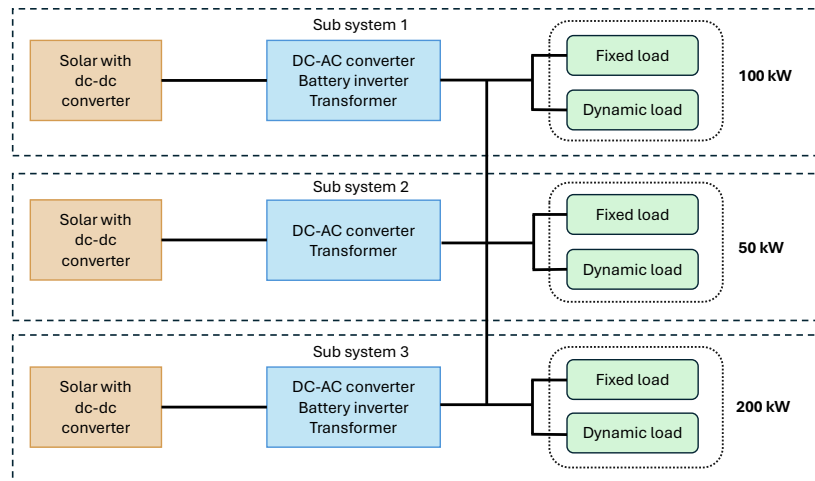 Sub system 1
Solar with
dc-dc
converter
DC-AC converter
Battery inverter
Transformer
Fixed load
Dynamic load
100 kW
Sub system 2
Solar with
dc-dc
converter
DC-AC converter
Transformer
Fixed load
Dynamic load
50 kW
Sub system 3
Solar with
dc-dc
converter
DC-AC converter
Battery inverter
Transformer
Fixed load
Dynamic load
200 kW